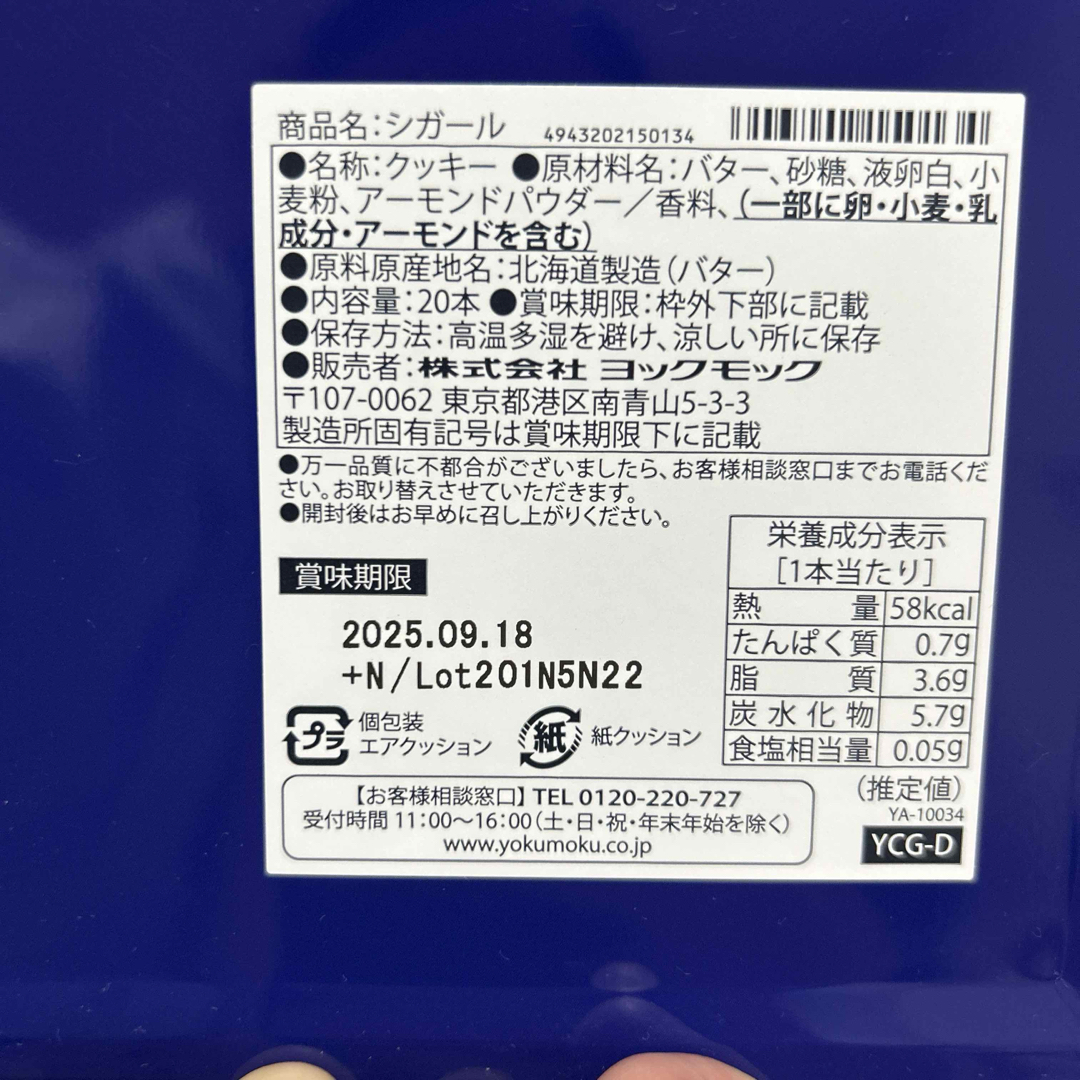 商品名:シガール 4943202150134
●名称:クッキー ●原材料名:バター、砂糖、液卵白、小
麦粉、アーモンドパウダー／香料、(一部に卵・小麦・乳
成分・アーモンドを含む)
●原料原産地名:北海道製造(バター)
●内容量:20本 ●賞味期限:枠外下部に記載
●保存方法:高温多湿を避け、涼しい所に保存
●販売者:株式会社 ヨックモック
〒107-0062 東京都港区南青山5-3-3
製造所固有記号は賞味期限下に記載
●万一品質に不都合がございましたら、お客様相談窓口までお電話くだ
さい。お取り替えさせていただきます。
●開封後はお早めに召し上がりください。
賞味期限
2025.09.18
+N/Lot201N5N22
プラ 個包装
エアクッション
紙 紙クッション
栄養成分表示
[1本当たり]
熱量 58kcal
たんぱく質 0.7g
脂質 3.6g
炭水化物 5.7g
食塩相当量 0.05g
(推定値)
YA-10034
YCG-D
【お客様相談窓口】TEL 0120-220-727
受付時間 11:00～16:00(土・日・祝・年末年始を除く)
www.yokumoku.co.jp